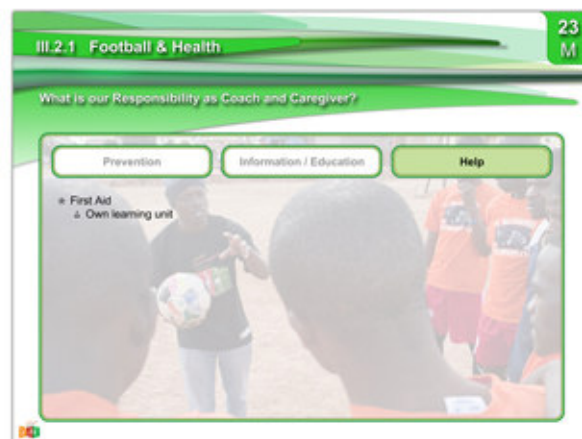 23
M
III.2.1 Football & Health
What is our Responsibility as Coach and Caregiver?
Prevention
Information / Education
Help
First Aid
Own learning unit